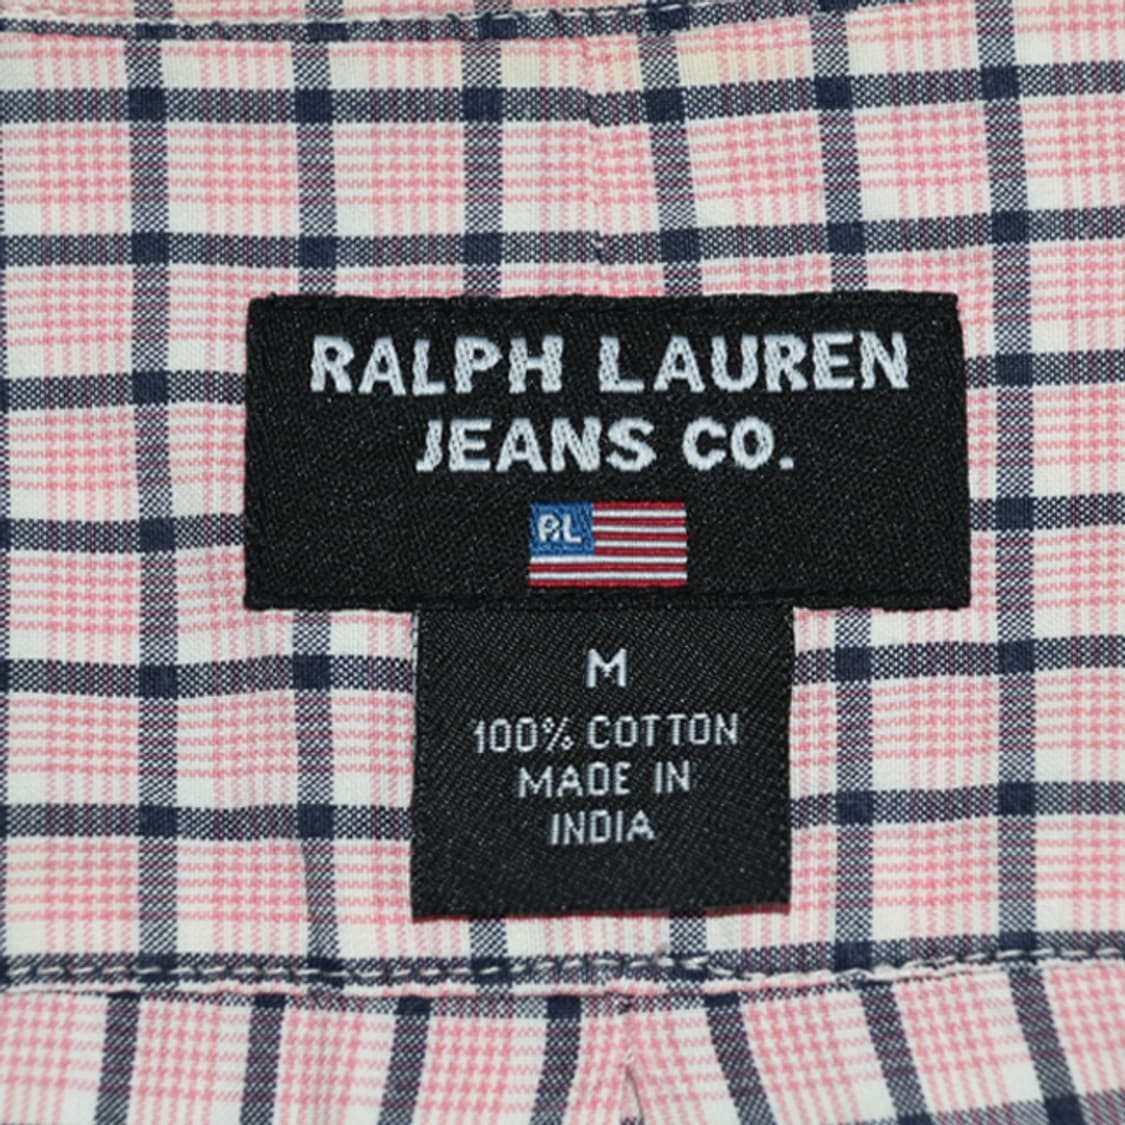 RALPH LAUREN
JEANS CO.
RL
M
100% COTTON
MADE IN
INDIA